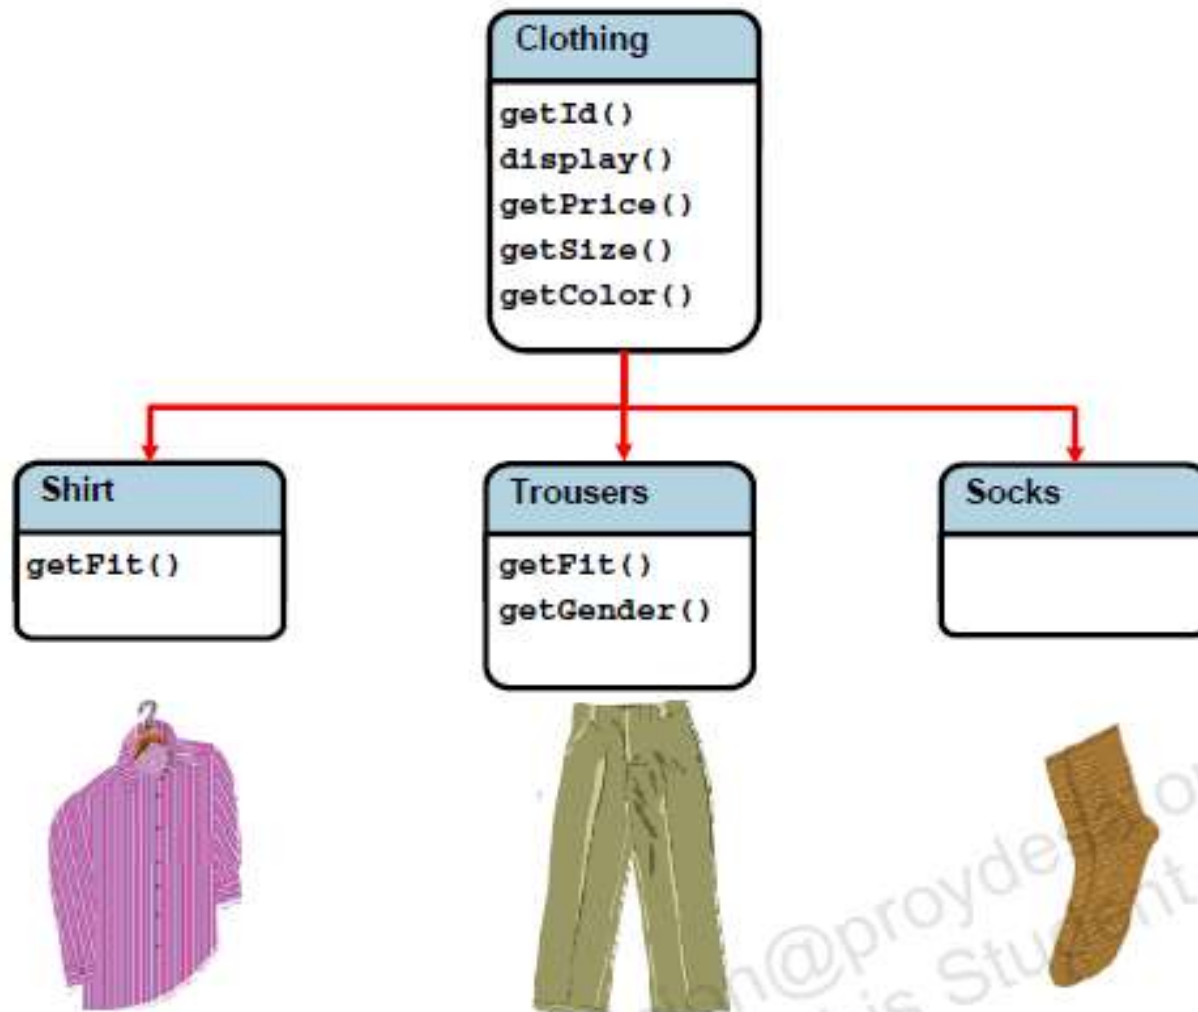 Clothing
getId()
display()
getPrice()
getSize()
getColor()
Shirt
getFit()
Trousers
getFit()
getGender()
Socks